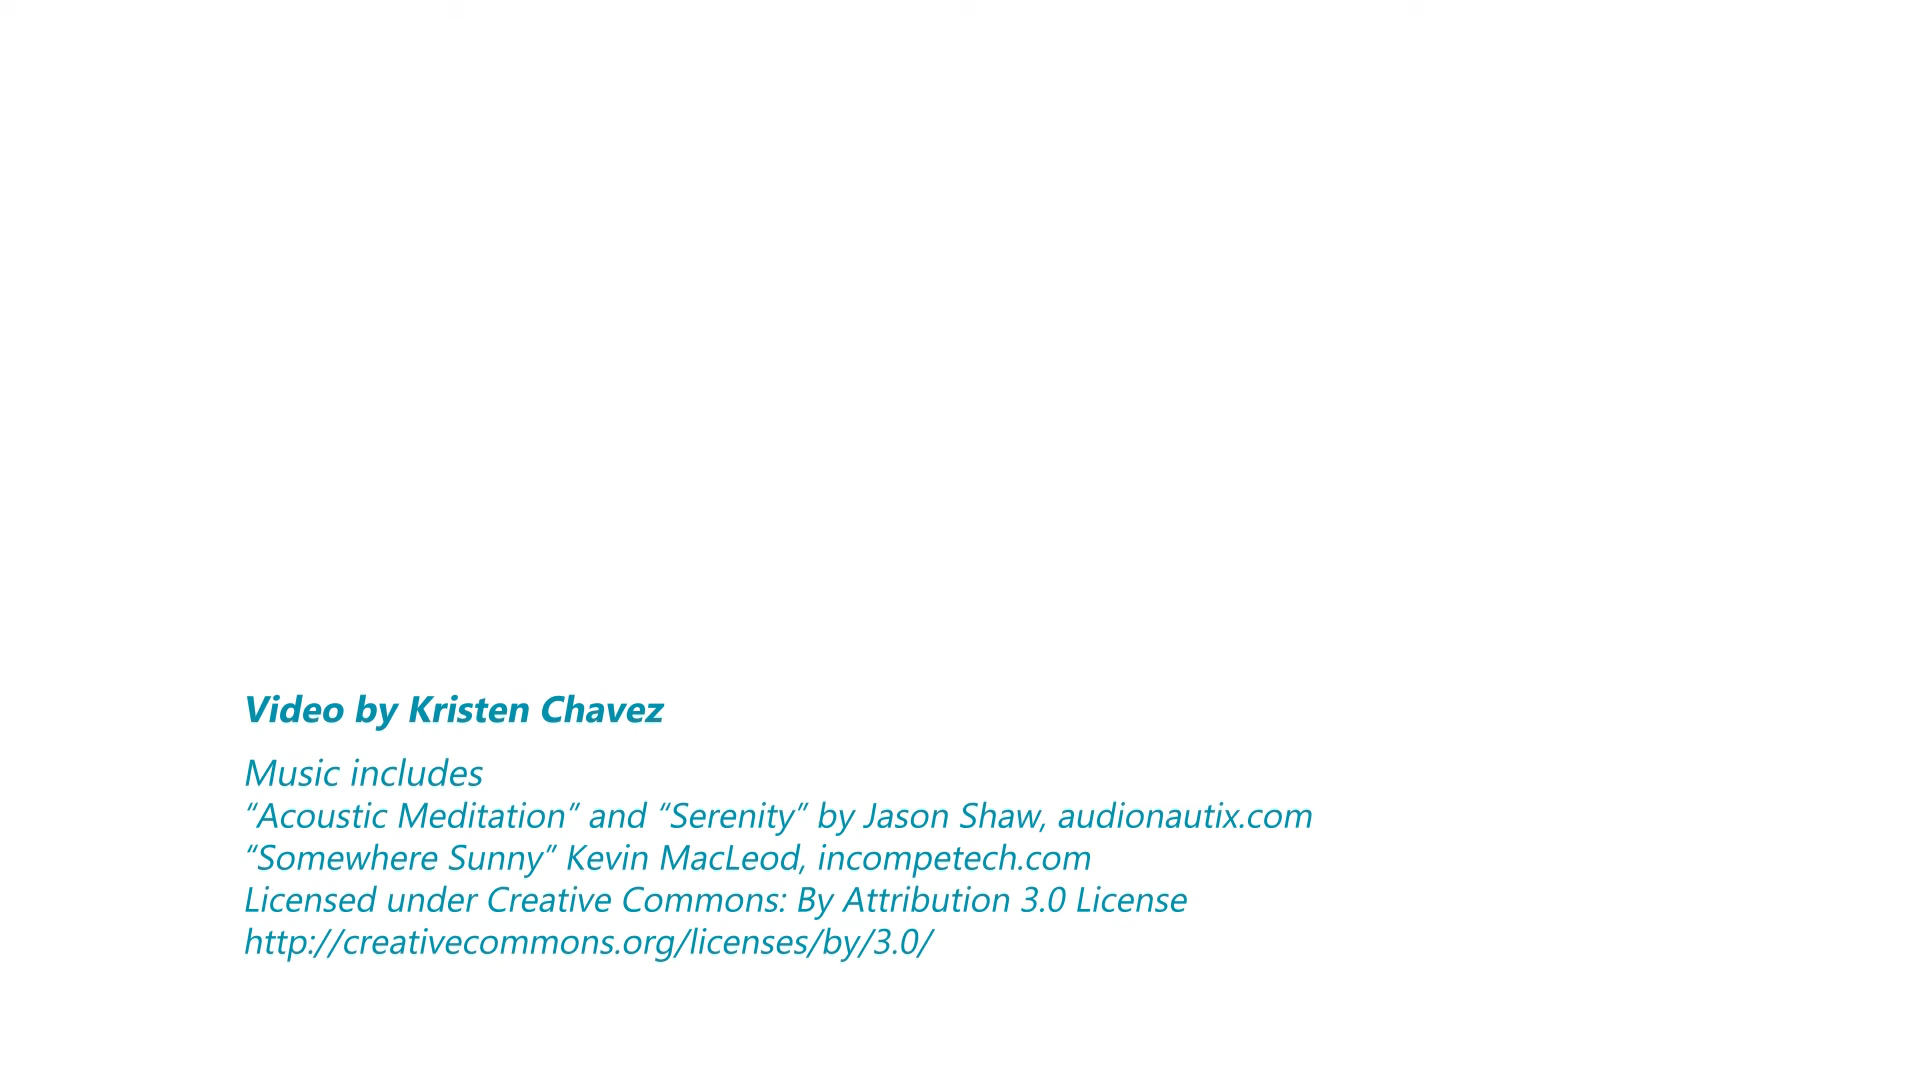 Video by Kristen Chavez
Music includes
“Acoustic Meditation” and “Serenity” by Jason Shaw, audionautix.com
“Somewhere Sunny” Kevin MacLeod, incompetech.com
Licensed under Creative Commons: By Attribution 3.0 License
http://creativecommons.org/licenses/by/3.0/